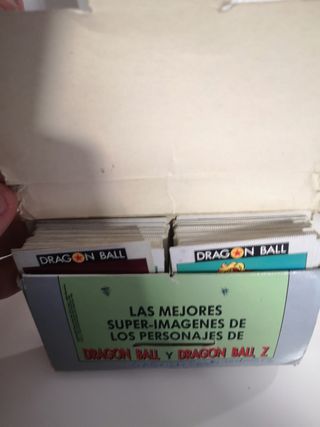 DRAGON BALL
DRAGON BALL
LAS MEJORES
SUPER-IMAGENES DE
LOS PERSONAJES DE
DRAGON BALL Y DRAGON BALL Z